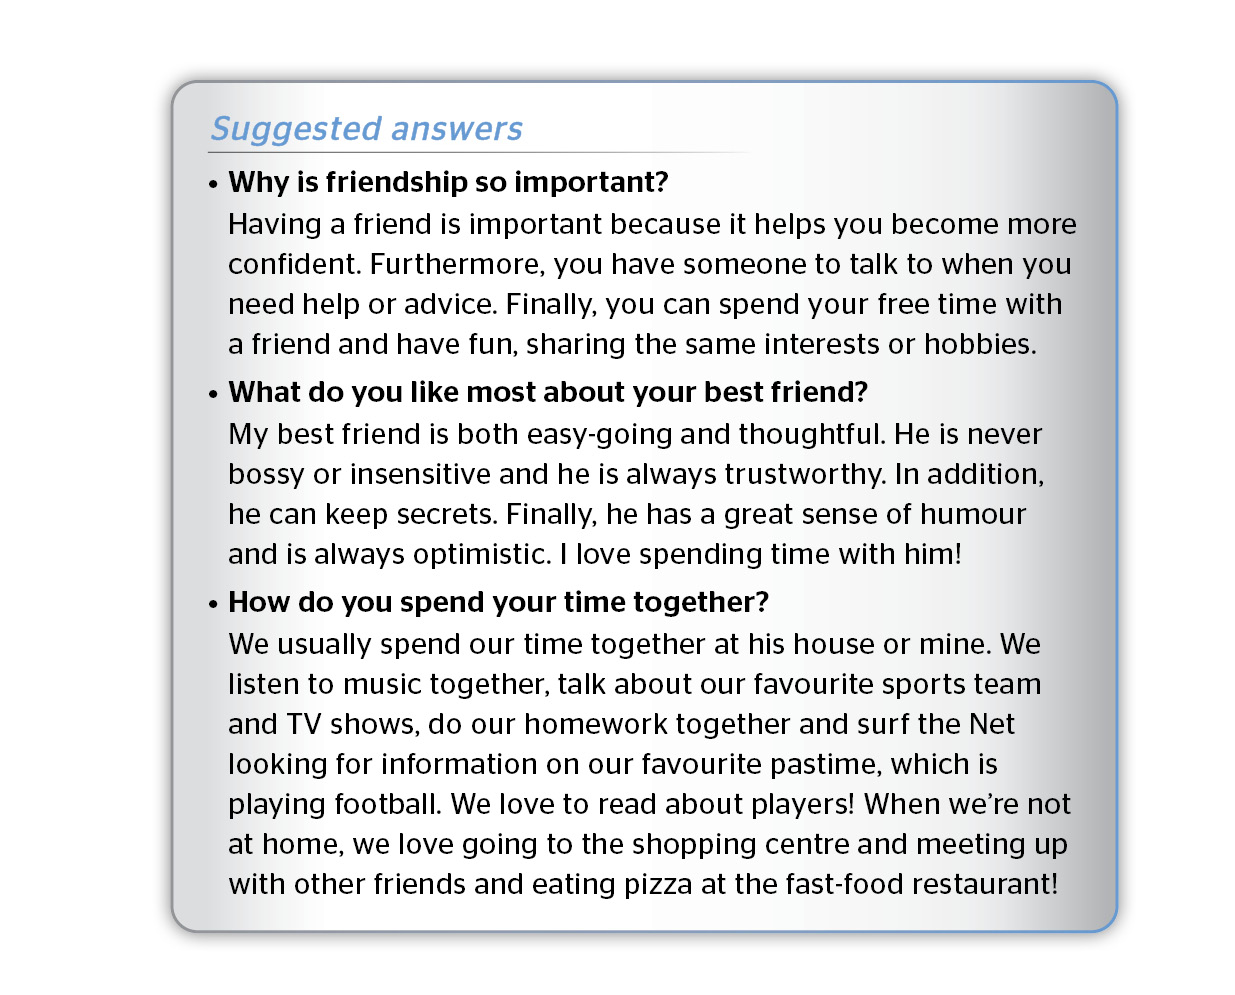 Suggested answers
• Why is friendship so important?
Having a friend is important because it helps you become more
confident. Furthermore, you have someone to talk to when you
need help or advice. Finally, you can spend your free time with
a friend and have fun, sharing the same interests or hobbies.
• What do you like most about your best friend?
My best friend is both easy-going and thoughtful. He is never
bossy or insensitive and he is always trustworthy. In addition,
he can keep secrets. Finally, he has a great sense of humour
and is always optimistic. I love spending time with him!
• How do you spend your time together?
We usually spend our time together at his house or mine. We
listen to music together, talk about our favourite sports team
and TV shows, do our homework together and surf the Net
looking for information on our favourite pastime, which is
playing football. We love to read about players! When we’re not
at home, we love going to the shopping centre and meeting up
with other friends and eating pizza at the fast-food restaurant!